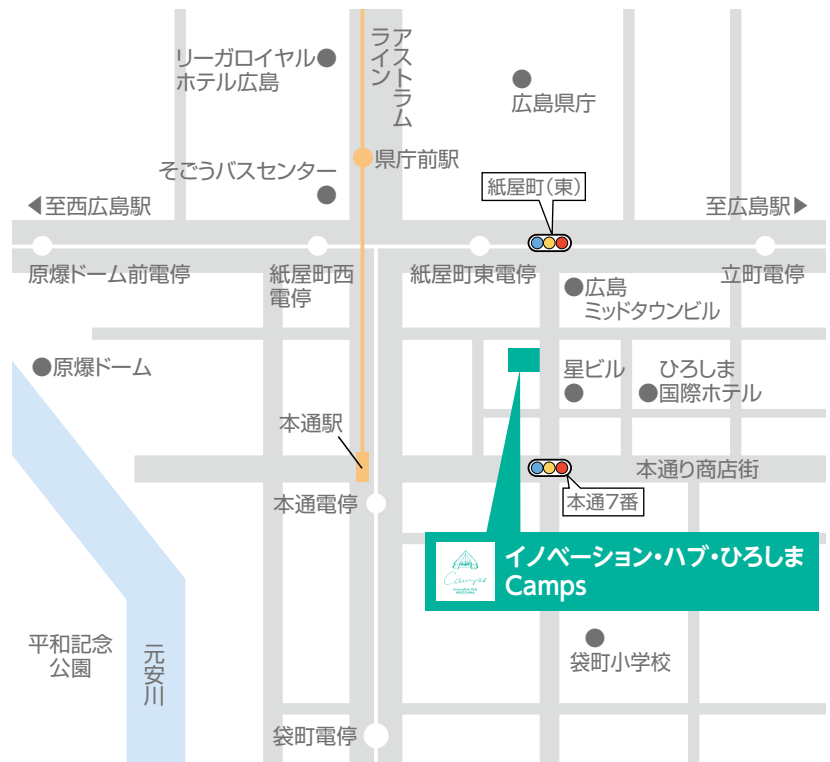 リーガロイヤル
ホテル広島
アストラム
ライン
広島県庁
県庁前駅
そごうバスセンター
紙屋町(東)
◀至西広島駅
至広島駅▶
原爆ドーム前電停
紙屋町西
電停
紙屋町東電停
立町電停
広島
ミッドタウンビル
原爆ドーム
星ビル
ひろしま
国際ホテル
本通駅
本通り商店街
本通電停
本通7番
イノベーション・ハブ・ひろしま
Camps
Camps
平和記念
公園
元安川
袋町小学校
袋町電停